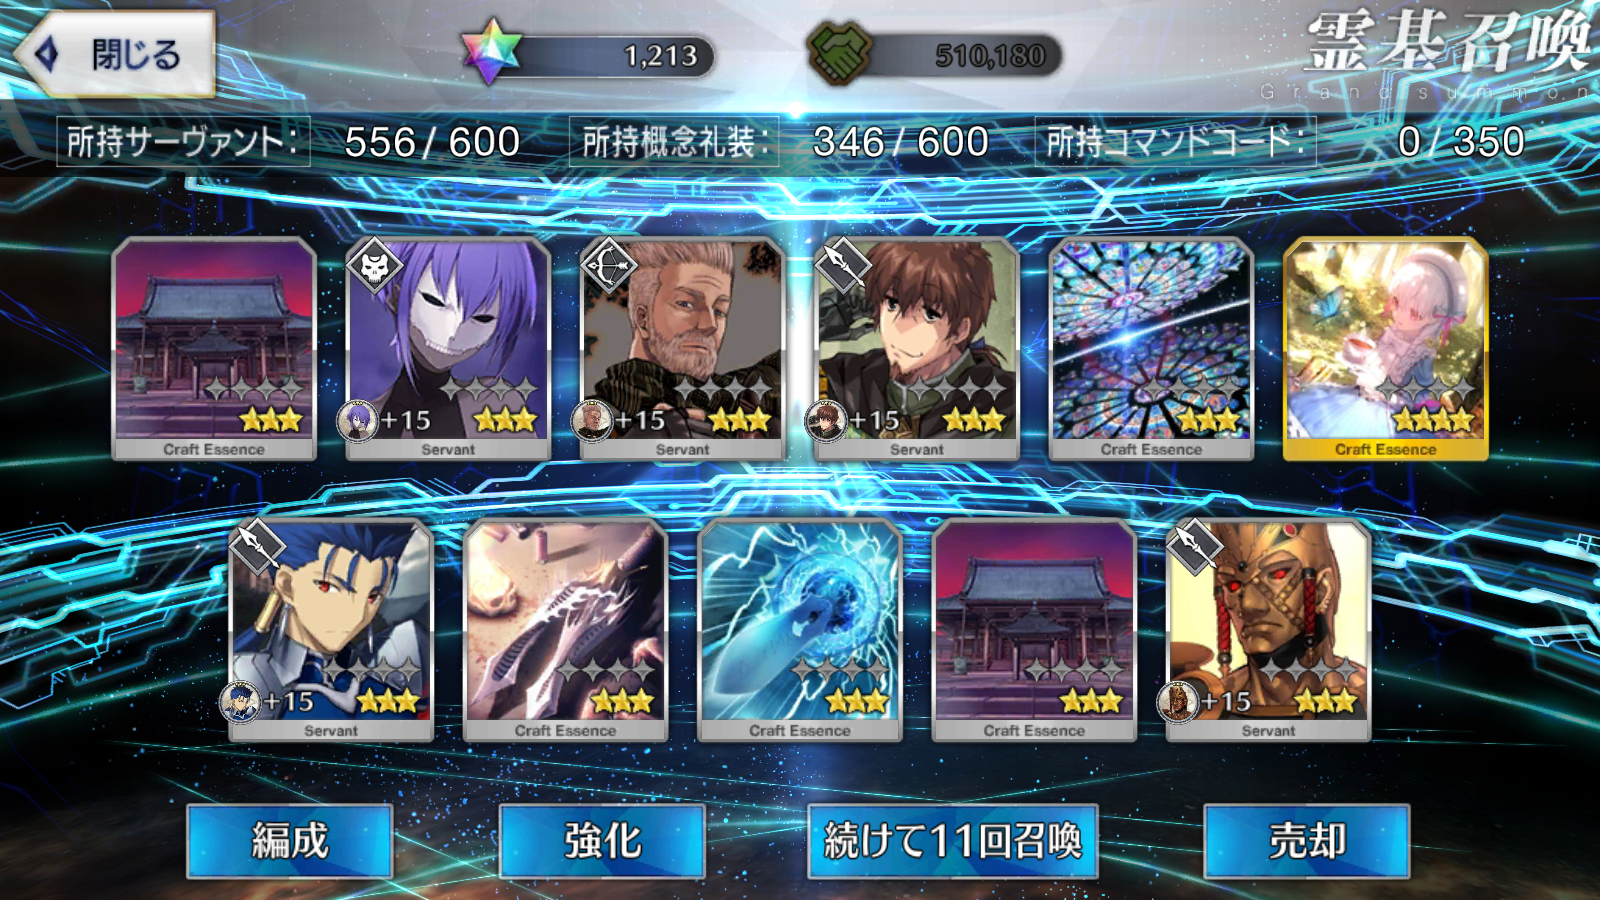 閉じる
1,213
510,180
霊基召喚
Grand summon
所持サーヴァント: 556 / 600
所持概念礼装: 346 / 600
所持コマンドコード: 0 / 350
Craft Essence
+15
Servant
+15
Servant
+15
Servant
Craft Essence
Craft Essence
+15
Servant
Craft Essence
Craft Essence
Craft Essence
+15
Servant
編成
強化
続けて11回召喚
売却